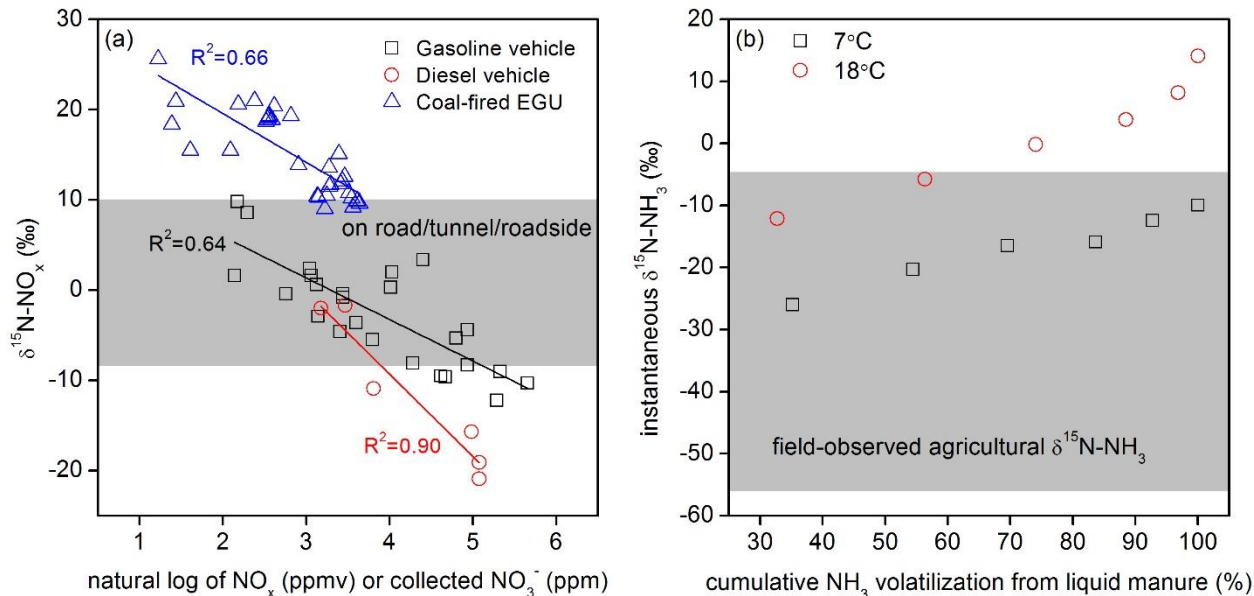 (a)
R²=0.66
Gasoline vehicle
Diesel vehicle
Coal-fired EGU
on road/tunnel/roadside
R²=0.64
R²=0.90
δ¹⁵N-NOₓ (‰)
30
20
10
0
-10
-20
1 2 3 4 5 6
natural log of NOₓ (ppmv) or collected NO₃⁻ (ppm)
(b)
7°C
18°C
field-observed agricultural δ¹⁵N-NH₃
instantaneous δ¹⁵N-NH₃ (‰)
20
10
0
-10
-20
-30
-40
-50
-60
30 40 50 60 70 80 90 100
cumulative NH₃ volatilization from liquid manure (%)